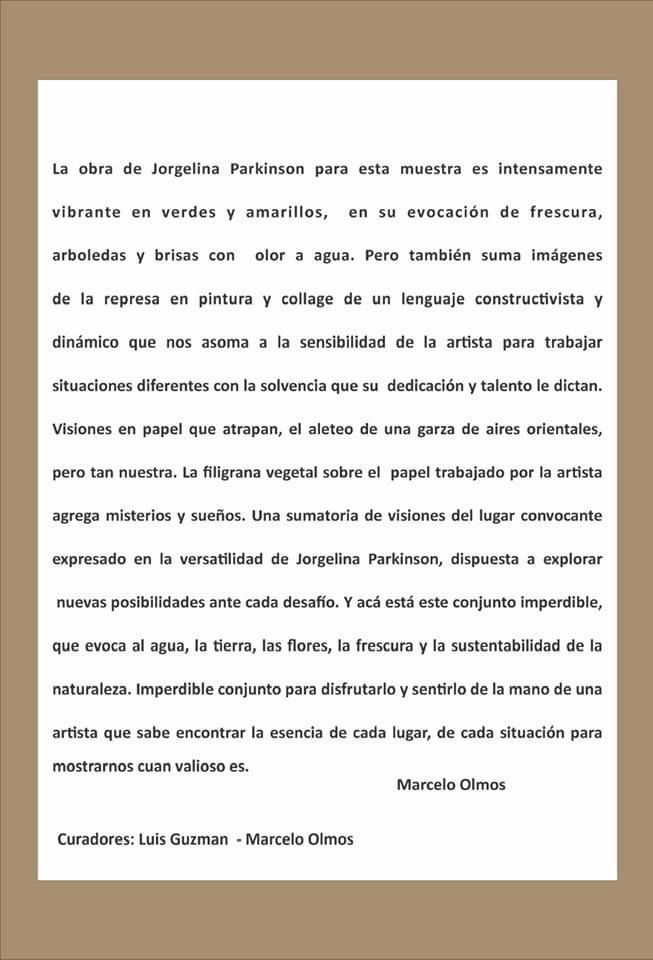 La obra de Jorgelina Parkinson para esta muestra es intensamente
vibrante en verdes y amarillos, en su evocación de frescura,
arboledas y brisas con olor a agua. Pero también suma imágenes
de la represa en pintura y collage de un lenguaje constructivista y
dinámico que nos asoma a la sensibilidad de la artista para trabajar
situaciones diferentes con la solvencia que su dedicación y talento le dictan.
Visiones en papel que atrapan, el aleteo de una garza de aires orientales,
pero tan nuestra. La filigrana vegetal sobre el papel trabajado por la artista
agrega misterios y sueños. Una sumatoria de visiones del lugar convocante
expresado en la versatilidad de Jorgelina Parkinson, dispuesta a explorar
nuevas posibilidades ante cada desafío. Y acá está este conjunto imperdible,
que evoca al agua, la tierra, las flores, la frescura y la sustentabilidad de la
naturaleza. Imperdible conjunto para disfrutarlo y sentirlo de la mano de una
artista que sabe encontrar la esencia de cada lugar, de cada situación para
mostrarnos cuan valioso es.
Marcelo Olmos
Curadores: Luis Guzman - Marcelo Olmos